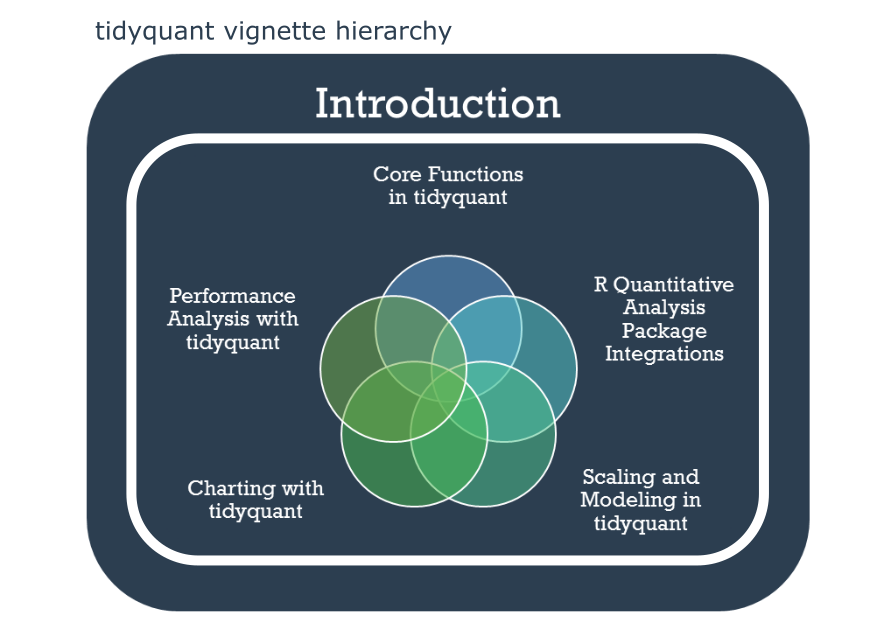 tidyquant vignette hierarchy
Introduction
Core Functions
in tidyquant
R Quantitative
Analysis
Package
Integrations
Performance
Analysis with
tidyquant
Scaling and
Modeling in
tidyquant
Charting with
tidyquant